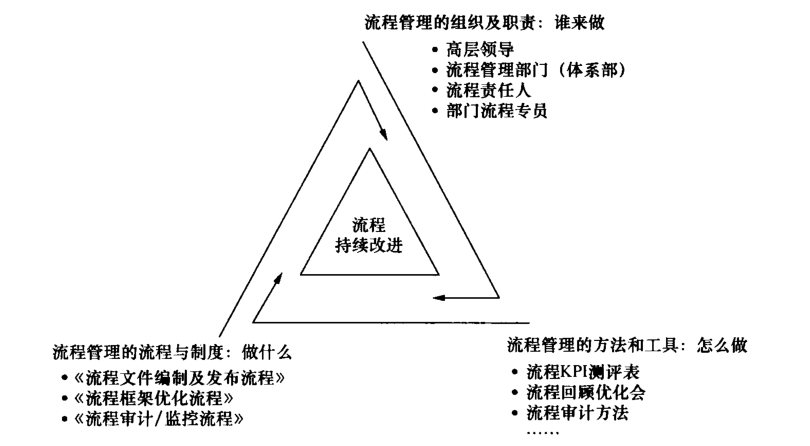 流程管理的组织及职责：谁来做
• 高层领导
• 流程管理部门（体系部）
• 流程责任人
• 部门流程专员
流程
持续改进
流程管理的流程与制度：做什么
•《流程文件编制及发布流程》
•《流程框架优化流程》
•《流程审计/监控流程》
流程管理的方法和工具：怎么做
• 流程KPI测评表
• 流程回顾优化会
• 流程审计方法
……